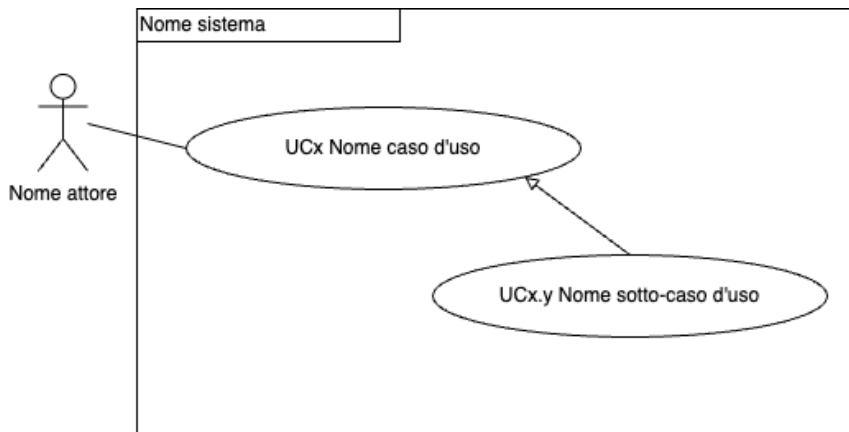 Nome sistema
UCx Nome caso d'uso
Nome attore
UCx.y Nome sotto-caso d'uso